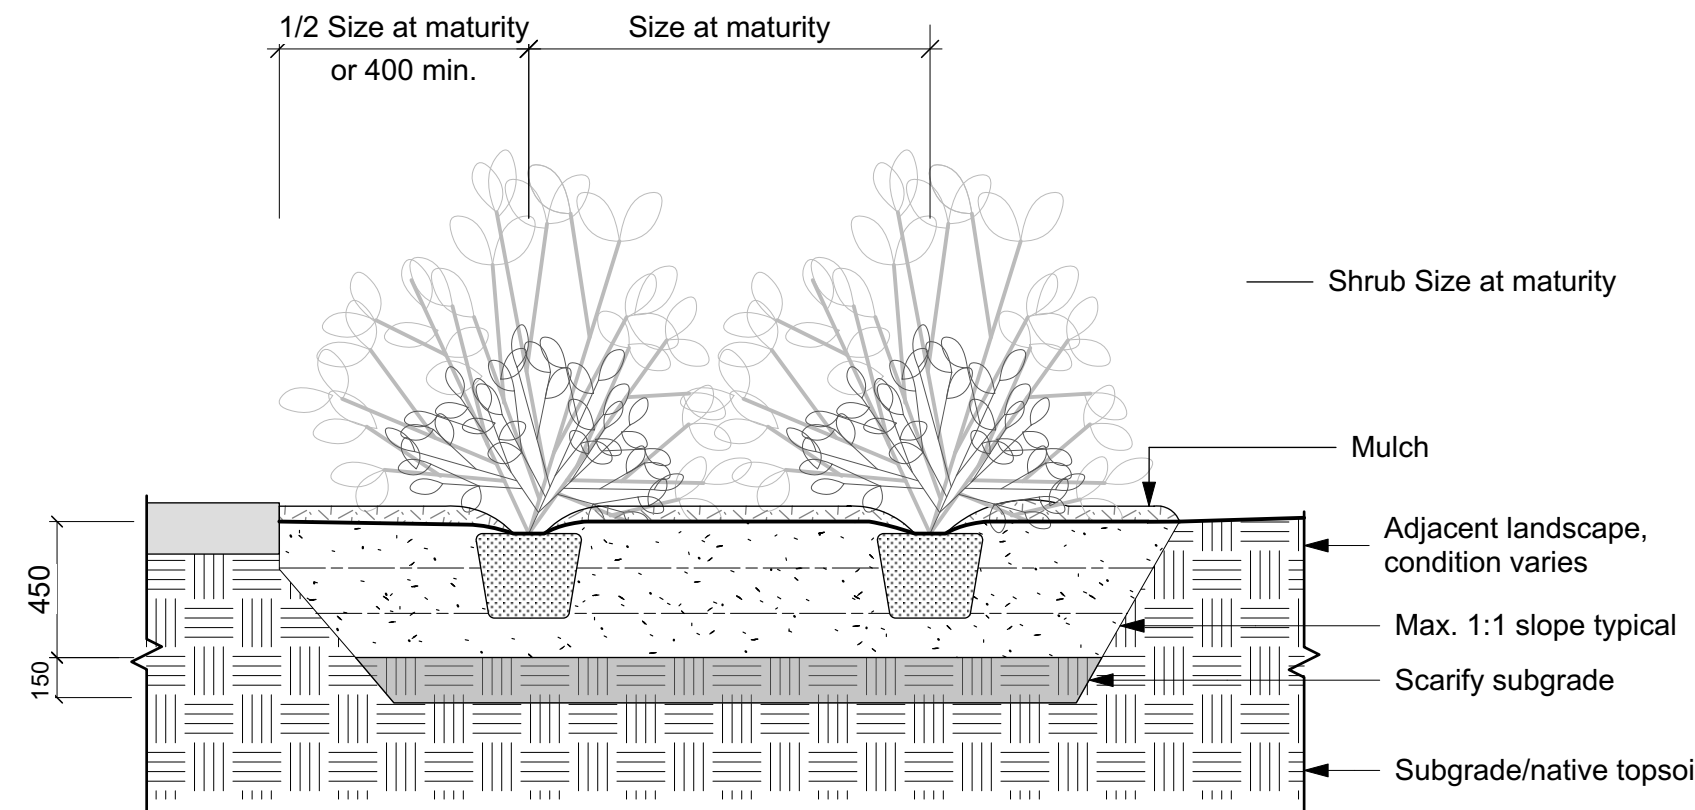 1/2 Size at maturity
or 400 min.
Size at maturity
Shrub Size at maturity
Mulch
Adjacent landscape,
condition varies
Max. 1:1 slope typical
Scarify subgrade
Subgrade/native topsoi
450
150